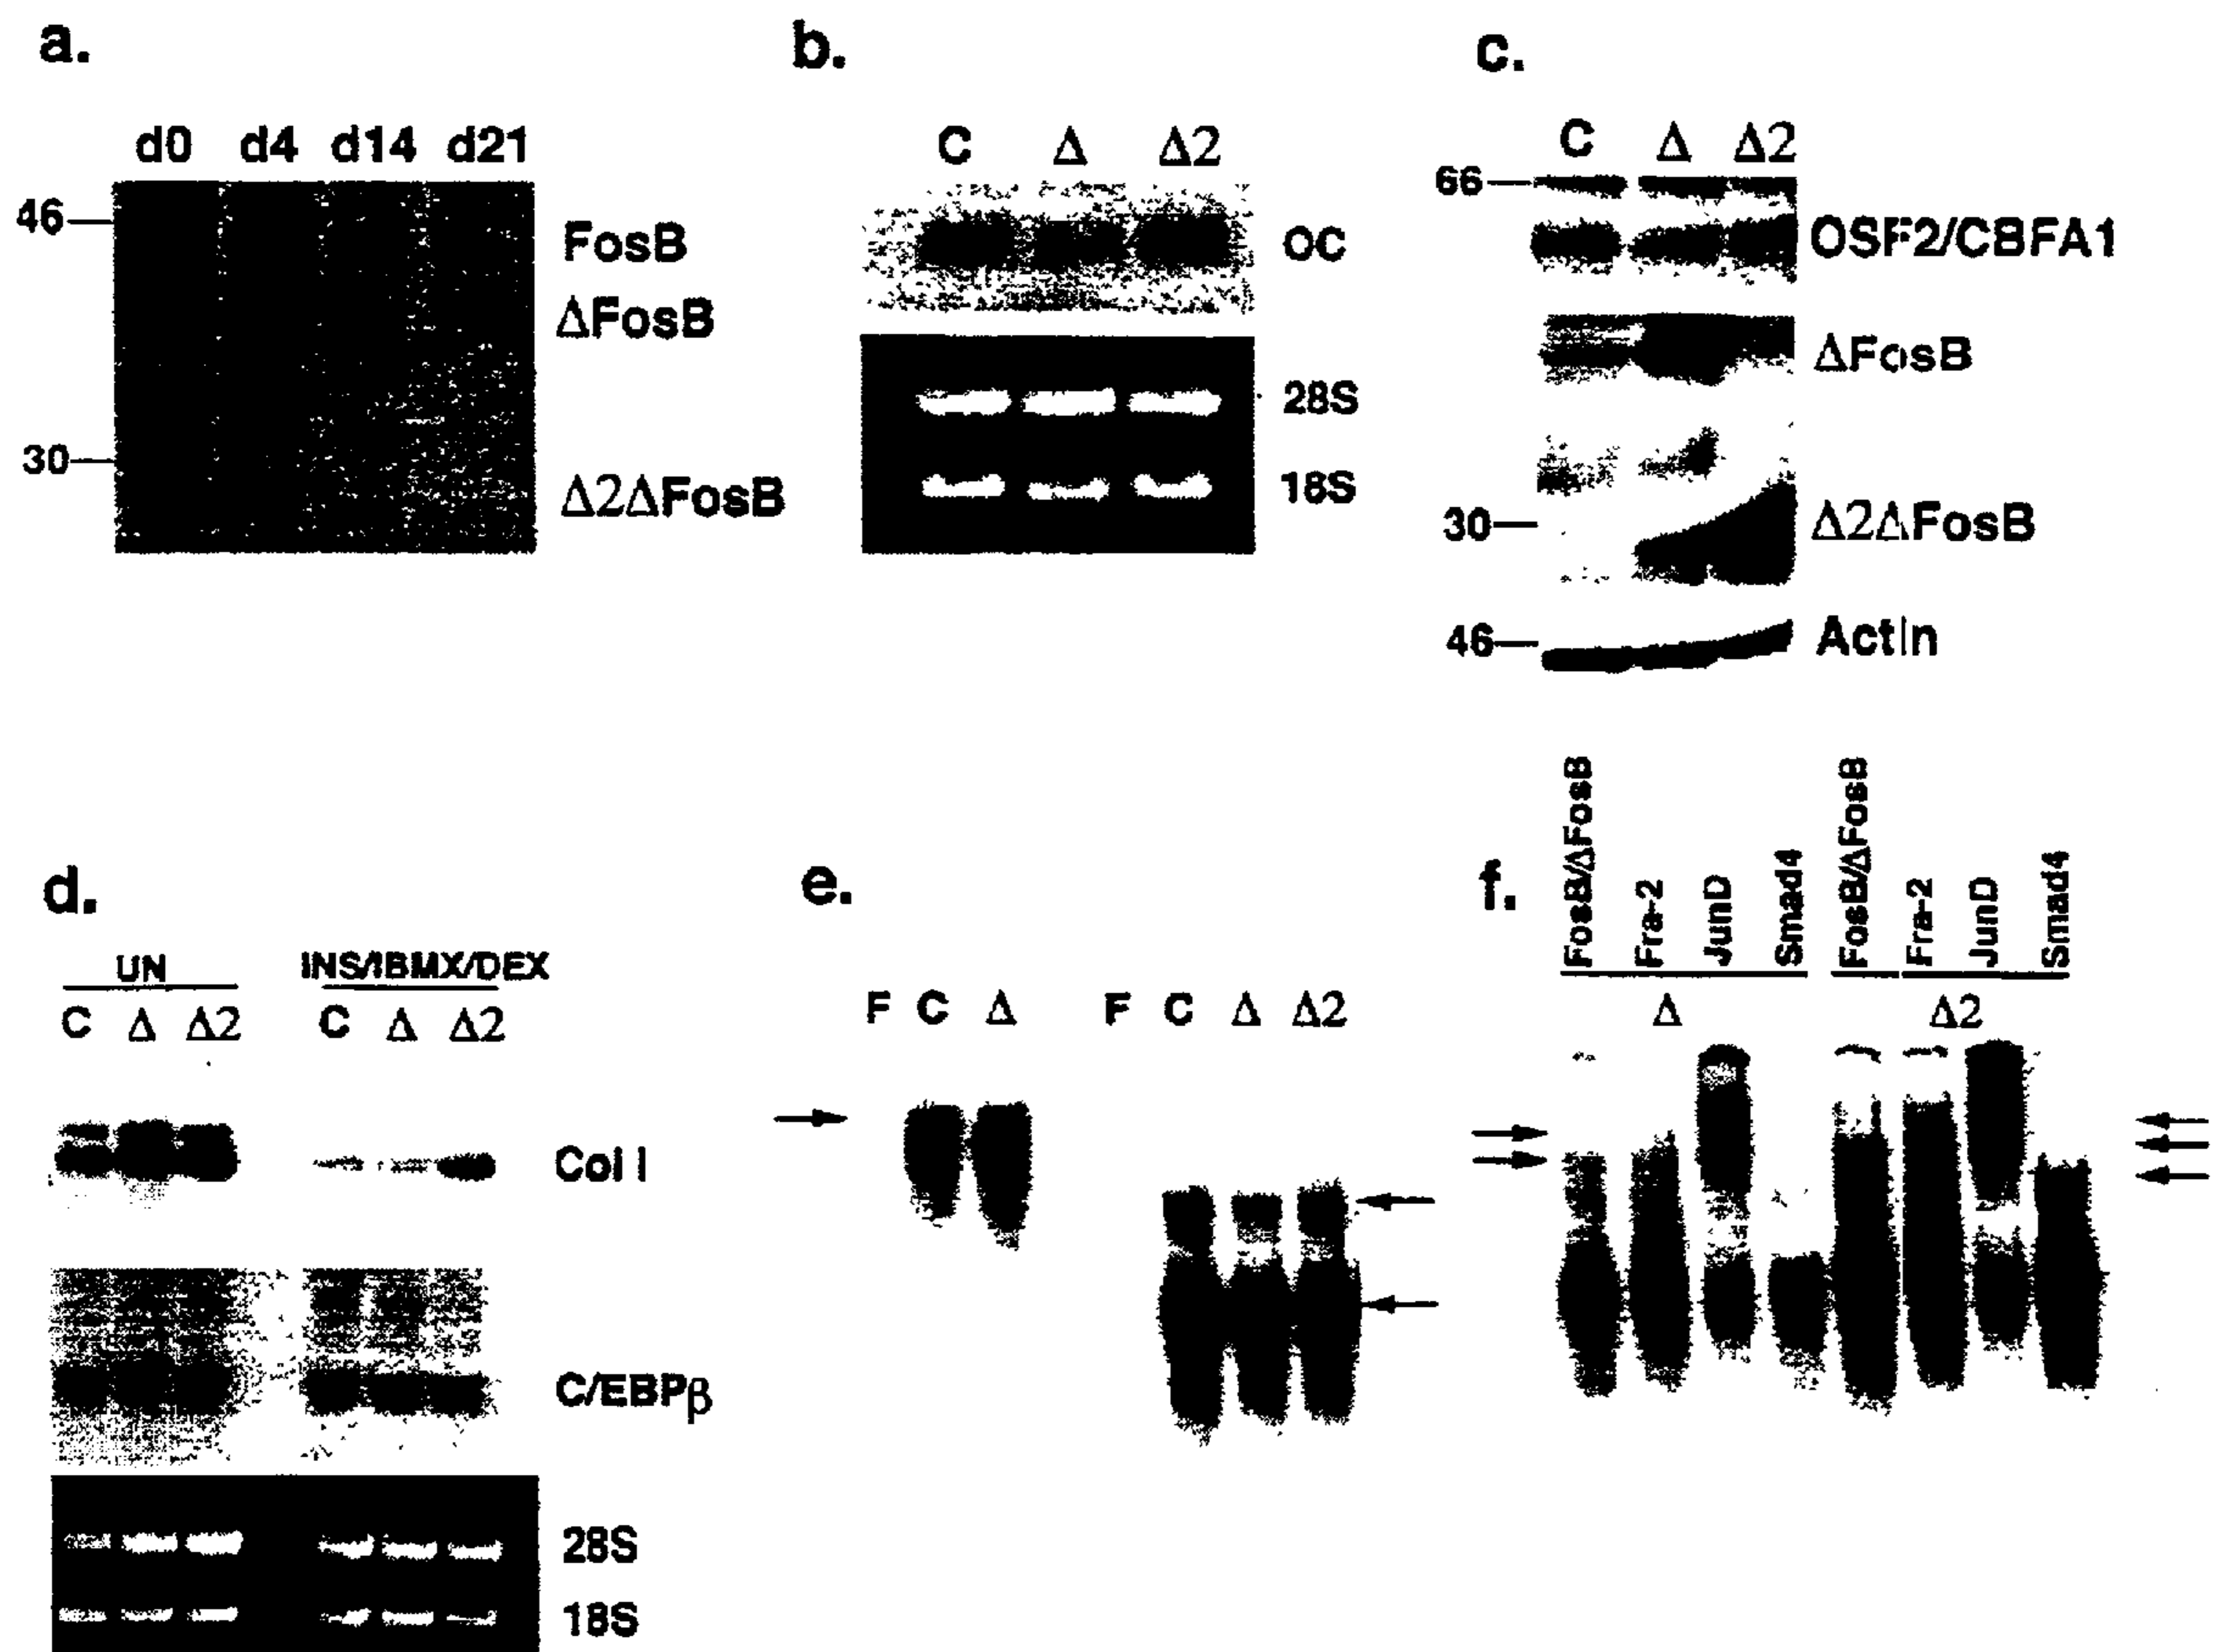 a.
d0 d4 d14 d21
46
FosB
ΔFosB
30
Δ2ΔFosB
b.
C Δ Δ2
OC
28S
18S
c.
C Δ Δ2
66
OSF2/CBFA1
ΔFosB
30
Δ2ΔFosB
46
Actin
d.
UN INS/IBMX/DEX
C Δ Δ2 C Δ Δ2
Col I
C/EBPβ
28S
18S
e.
F C Δ F C Δ Δ2
f.
FosB/ΔFosB
Fra-2
JunD
Smad4
FosB/ΔFosB
Fra-2
JunD
Smad4
Δ Δ2